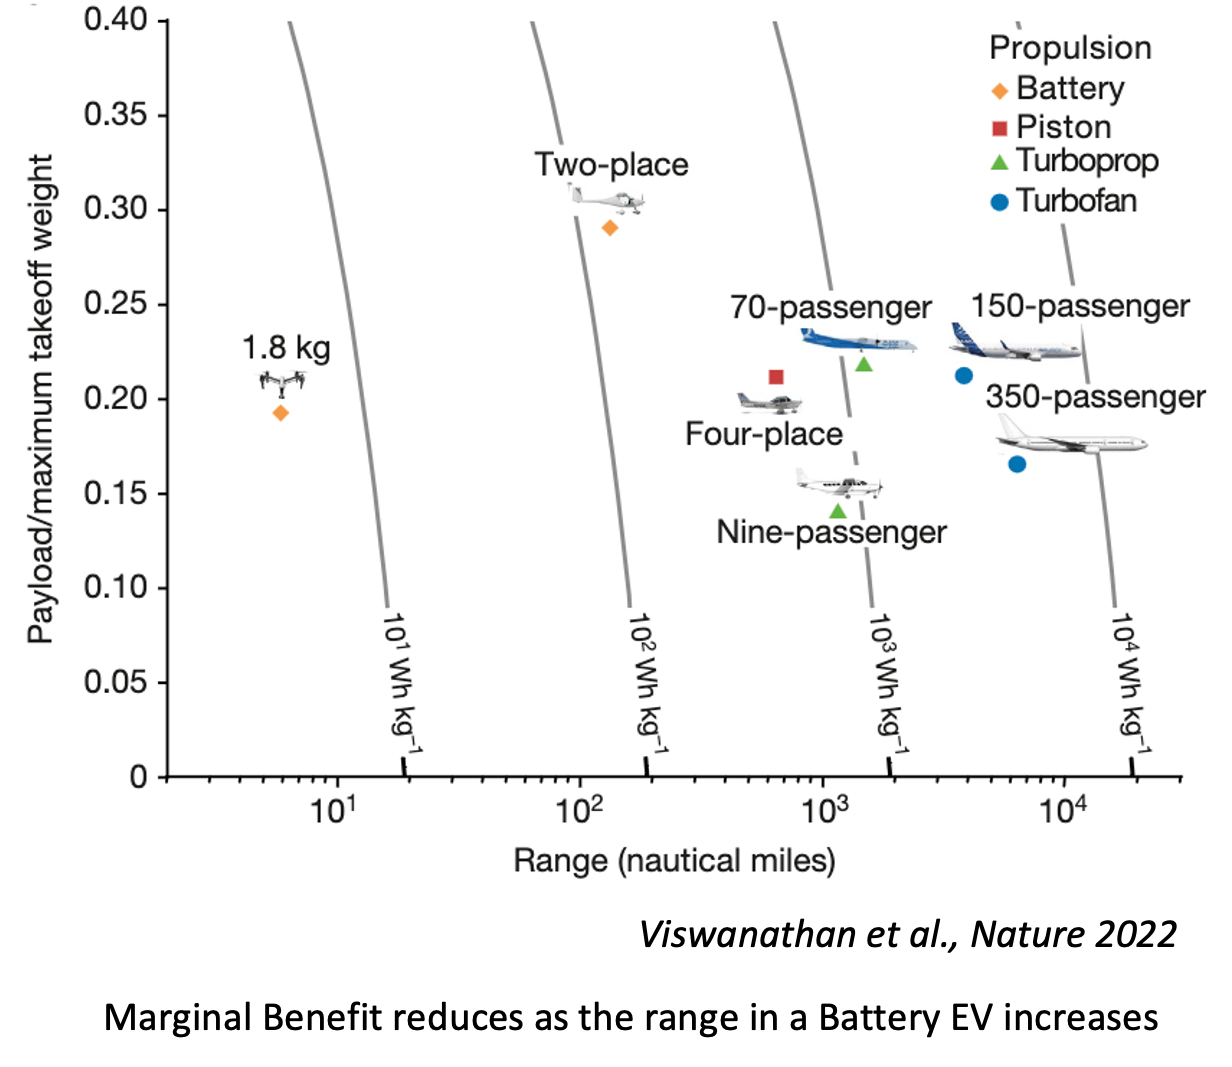 0.40
0.35
0.30
0.25
0.20
0.15
0.10
0.05
0
Payload/maximum takeoff weight
Propulsion
Battery
Piston
Turboprop
Turbofan
Two-place
1.8 kg
70-passenger
150-passenger
350-passenger
Four-place
Nine-passenger
10¹ Wh kg⁻¹
10² Wh kg⁻¹
10³ Wh kg⁻¹
10⁴ Wh kg⁻¹
10¹ 10² 10³ 10⁴
Range (nautical miles)
Viswanathan et al., Nature 2022
Marginal Benefit reduces as the range in a Battery EV increases